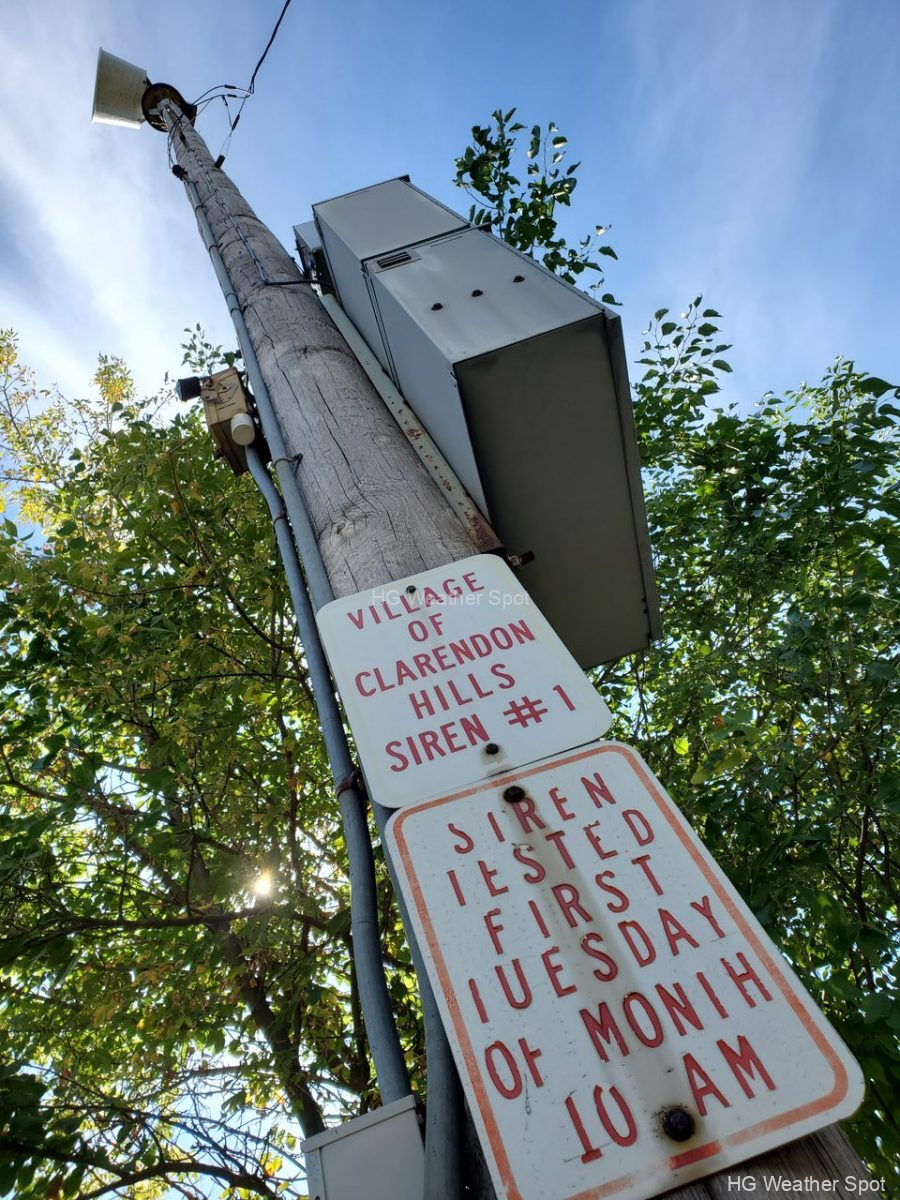 VILLAGE
OF
CLARENDON
HILLS
SIREN #1
SIREN
TESTED
FIRST
TUESDAY
OF MONTH
10 AM
HG Weather Spot
HG Weather Spot